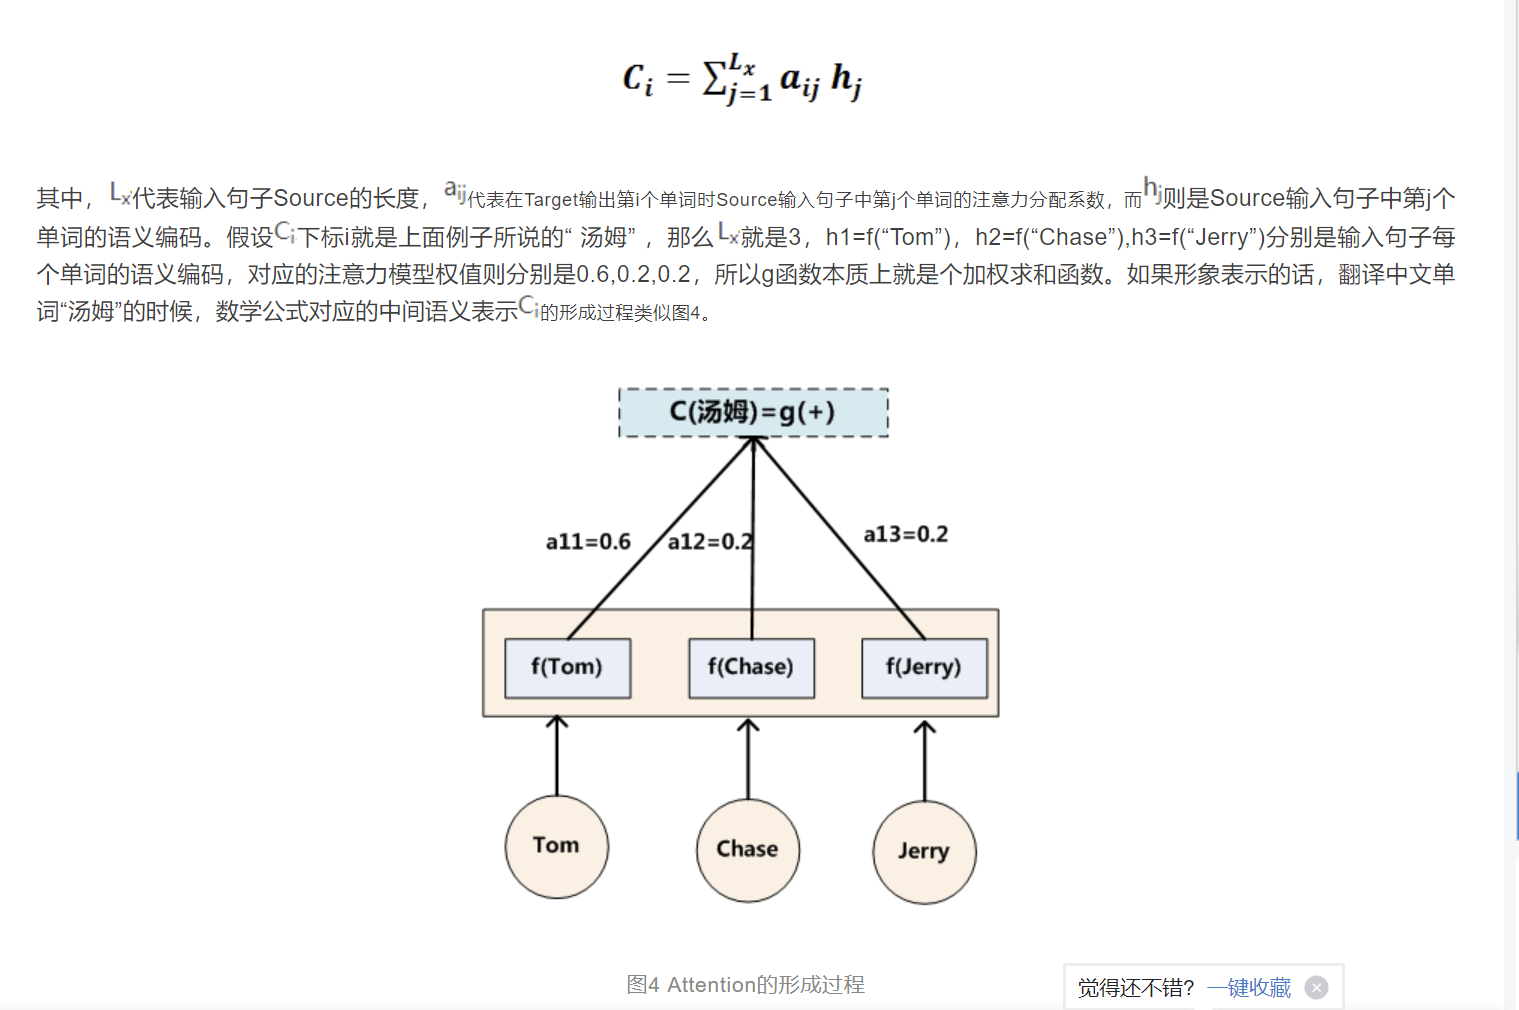 C_i = ∑_{j=1}^{L_x} a_{ij} h_j
其中，Lx代表输入句子Source的长度，aij代表在Target输出第i个单词时Source输入句子中第j个单词的注意力分配系数，而hj则是Source输入句子中第j个
单词的语义编码。假设Ci下标i就是上面例子所说的“ 汤姆” ，那么Lx就是3，h1=f(“Tom”)，h2=f(“Chase”),h3=f(“Jerry”)分别是输入句子每
个单词的语义编码，对应的注意力模型权值则分别是0.6,0.2,0.2，所以g函数本质上就是个加权求和函数。如果形象表示的话，翻译中文单
词“汤姆”的时候，数学公式对应的中间语义表示Ci的形成过程类似图4。
C(汤姆)=g(+)
a11=0.6 a12=0.2 a13=0.2
f(Tom) f(Chase) f(Jerry)
Tom Chase Jerry
图4 Attention的形成过程
觉得还不错? 一键收藏